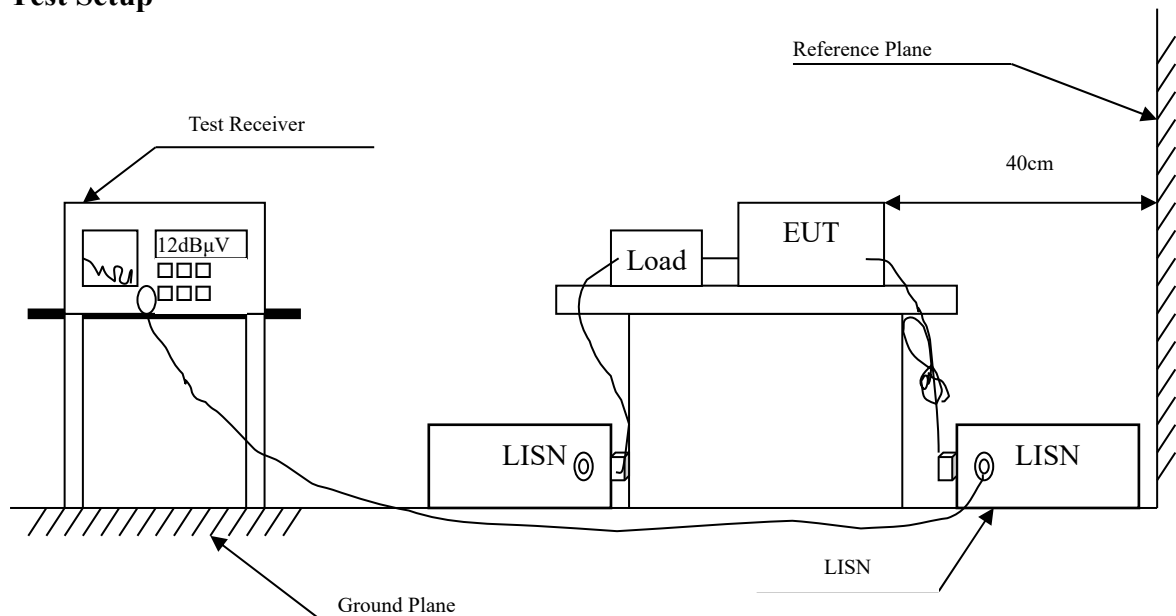 Test Setup
Reference Plane
Test Receiver
40cm
12dBμV
Load
EUT
LISN
LISN
LISN
Ground Plane